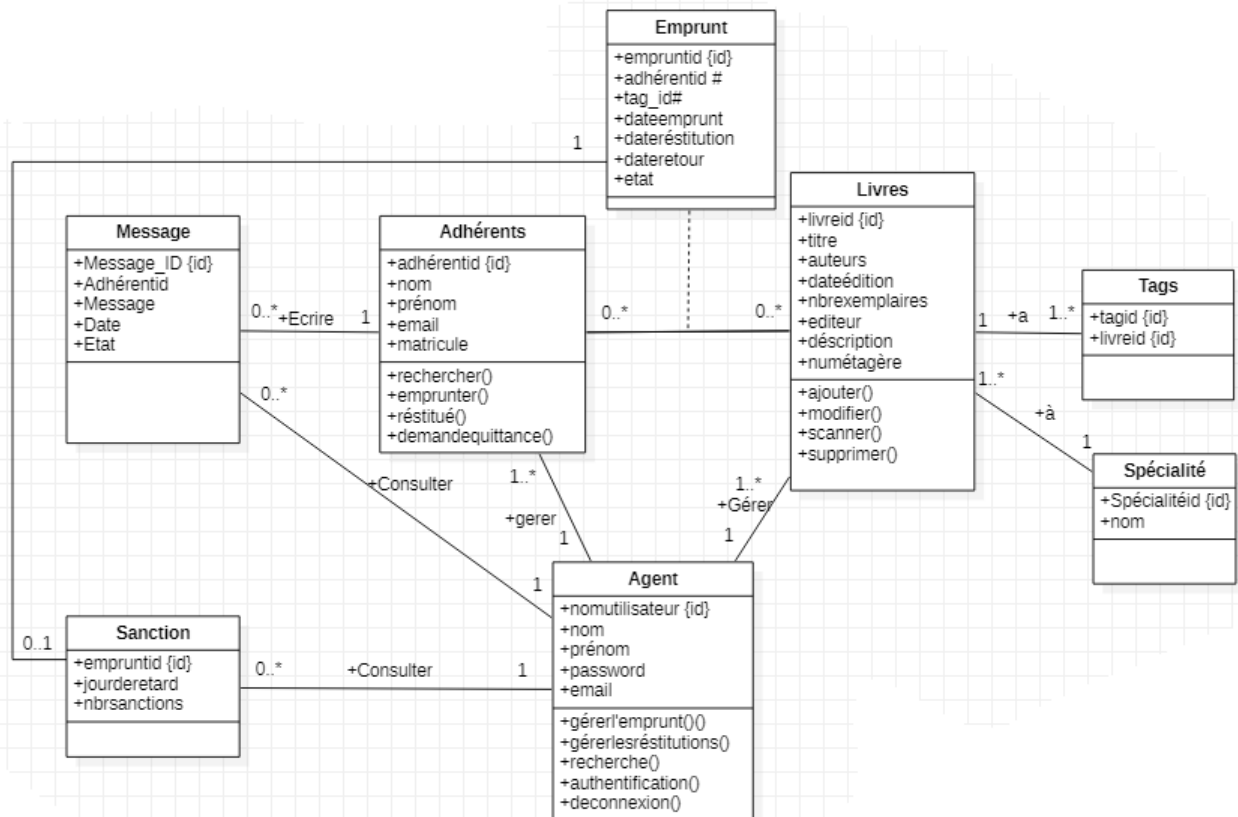 Emprunt
+empruntid {id}
+adhérentid #
+tag_id#
+dateemprunt
+dateréstitution
+dateretour
+etat
1
Livres
+livreid {id}
+titre
+auteurs
+dateédition
+nbrexemplaires
+editeur
+déscription
+numétagère
+ajouter()
+modifier()
+scanner()
+supprimer()
Message
+Message_ID {id}
+Adhérentid
+Message
+Date
+Etat
Adhérents
+adhérentid {id}
+nom
+prénom
+email
+matricule
+rechercher()
+emprunter()
+réstitué()
+demandequittance()
0..* +Ecrire 1
0..* 0..*
Tags
+tagid {id}
+livreid {id}
1 +a 1..*
1..*
+à
1
Spécialité
+Spécialitéid {id}
+nom
0..*
+Consulter
1
1..*
+gerer
1
1..*
+Gérer
1
Agent
+nomutilisateur {id}
+nom
+prénom
+password
+email
+gérerl'emprunt()()
+gérerlesréstitutions()
+recherche()
+authentification()
+deconnexion()
0..1
Sanction
+empruntid {id}
+jourderetard
+nbrsanctions
0..* +Consulter 1